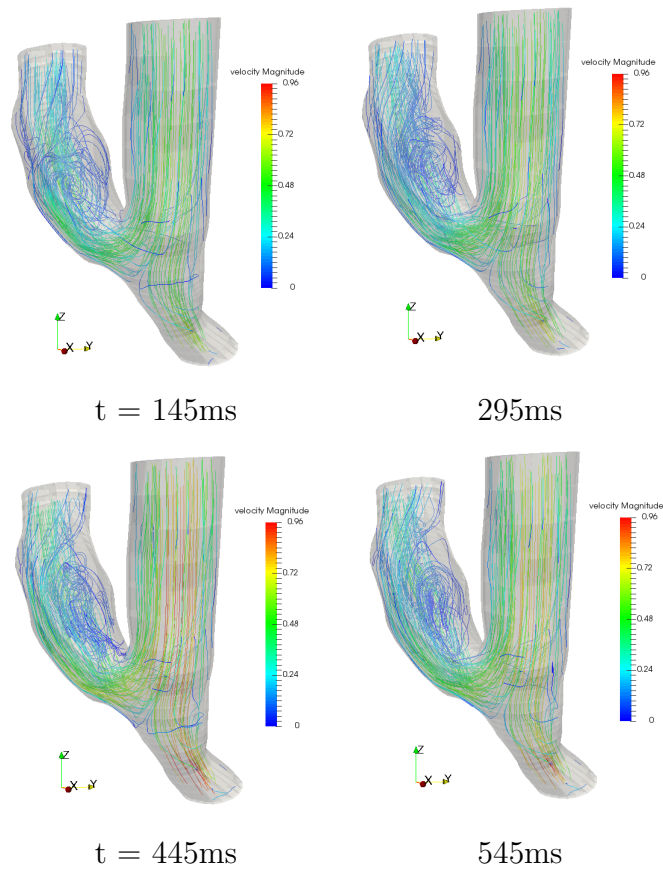 velocity Magnitude
0.96
0.72
0.48
0.24
0
Z
X Y
t = 145ms
velocity Magnitude
0.96
0.72
0.48
0.24
0
Z
X Y
295ms
velocity Magnitude
0.96
0.72
0.48
0.24
0
Z
X Y
t = 445ms
velocity Magnitude
0.96
0.72
0.48
0.24
0
Z
X Y
545ms